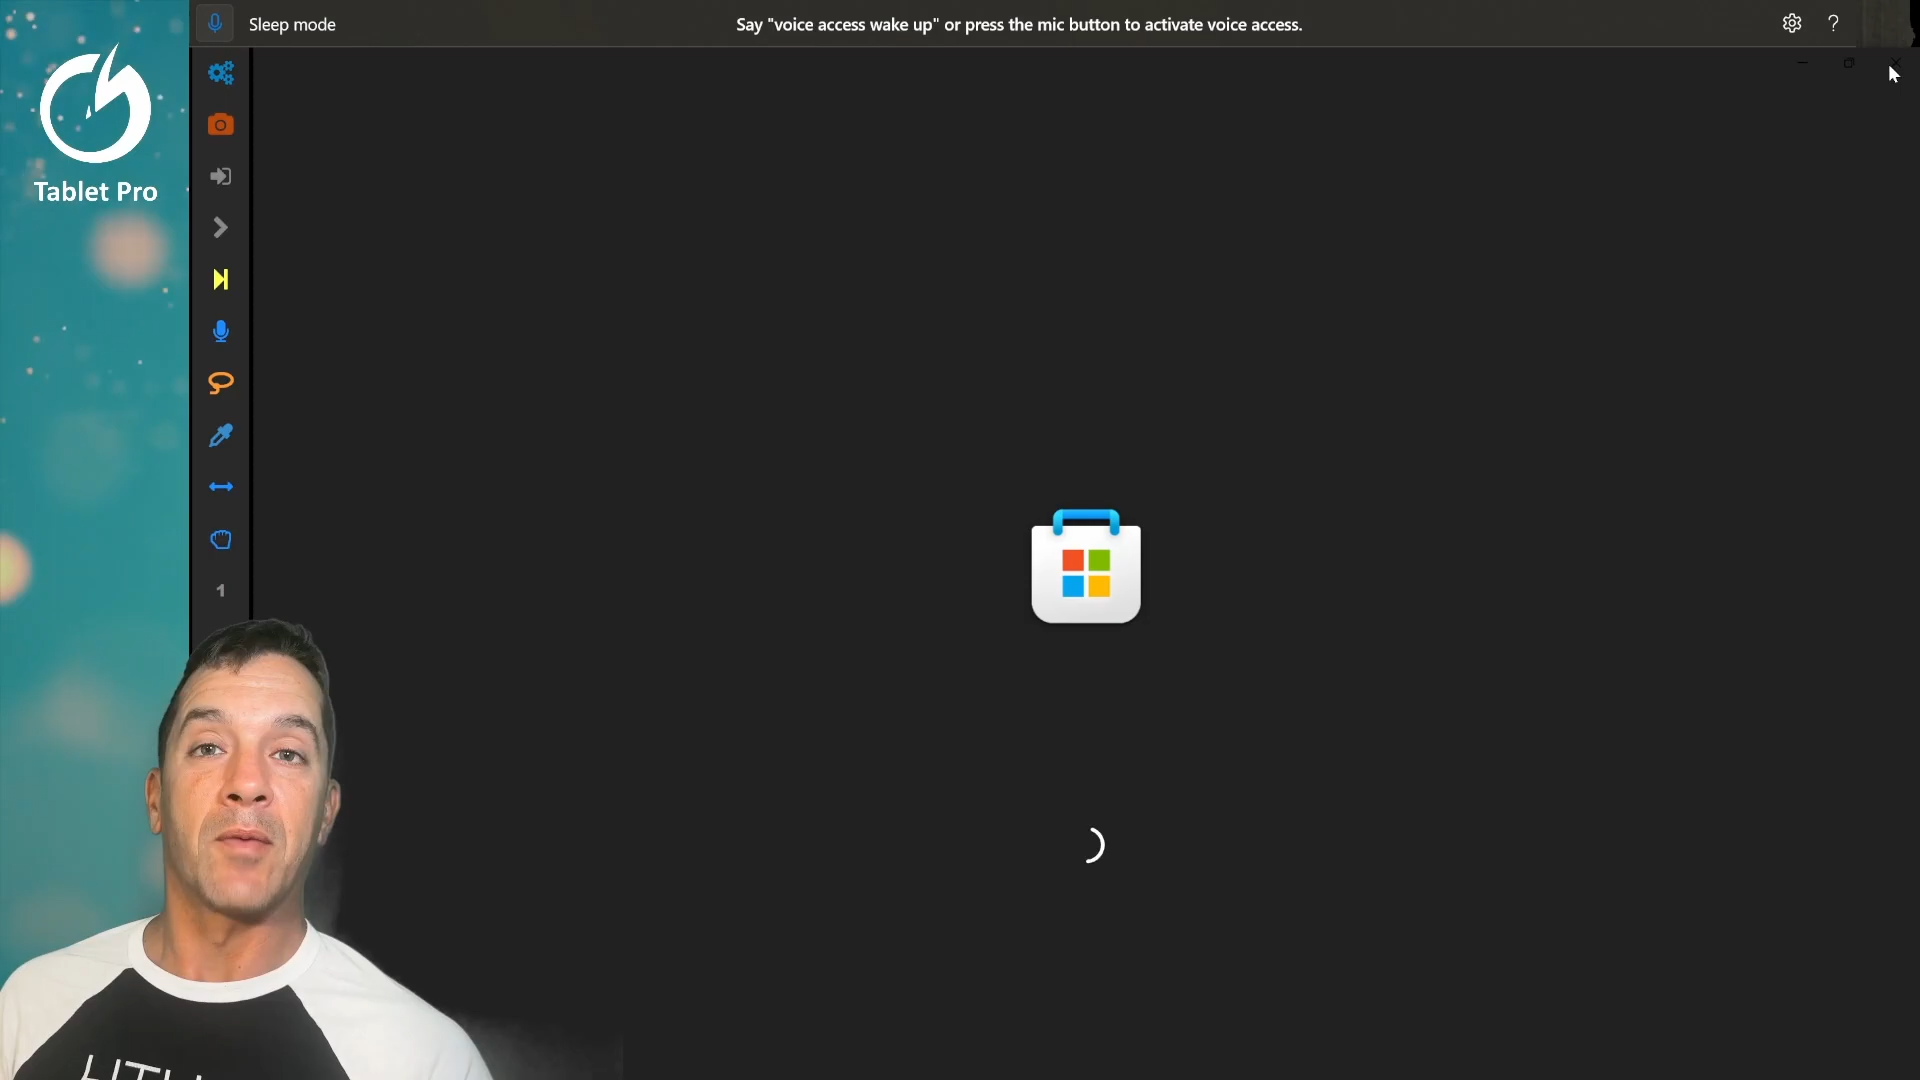 Sleep mode
Say "voice access wake up" or press the mic button to activate voice access.
?
Tablet Pro
1